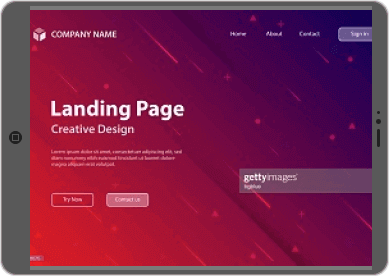 COMPANY NAME
Home About Contact Sign in
Landing Page
Creative Design
Lorem ipsum dolor sit amet, consectetuer adipiscing elit, sed
diam nonummy nibh euismod tincidunt ut laoreet dolore magna
aliquam erat volutpat.
gettyimages
Try Now Contact us